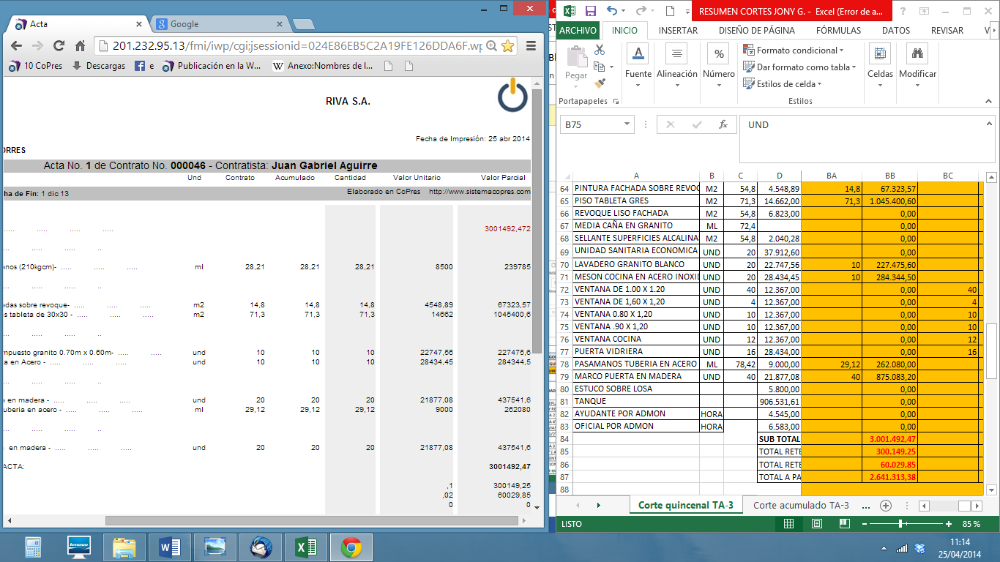 Acta
Google
201.232.95.13/fmi/iwp/cgi;jsessionid=024E86EB5C2A19FE126DDA6F.wp
10 CoPres Descargas e Publicación en la W... Anexo:Nombres de l...
RIVA S.A.
Fecha de Impresión: 25 abr 2014
ORRES
Acta No. 1 de Contrato No. 000046 - Contratista: Juan Gabriel Aguirre
Und Contrato Acumulado Cantidad Valor Unitario Valor Parcial
ha de Fin: 1 dic 13 Elaborado en CoPres http://www.sistemacopres.com
..... ..... ..... ..... 3001492,472
..... ..... ..... ..
anos (210kgcm)- ..... ..... ml 28,21 28,21 28,21 8500 239785
..... ..... ..... ..
adas sobre revoque- ..... ..... ..... m2 14,8 14,8 14,8 4548,89 67323,57
es tableta de 30x30 - ..... ..... ..... m2 71,3 71,3 71,3 14662 1045400,6
..... ..... ..... ..
mpuesto granito 0.70m x 0.60m- ..... ..... und 10 10 10 22747,56 227475,6
a en Acero - ..... ..... ..... und 10 10 10 28434,45 284344,5
..... ..... ..... ..
a en madera - ..... ..... ..... und 20 20 20 21877,08 437541,6
tuberia en acero - ..... ..... ..... ml 29,12 29,12 29,12 9000 262080
..... ..... ..... ..
a en madera - ..... ..... ..... und 20 20 20 21877,08 437541,6
ACTA: 3001492,47
,1 300149,25
,02 60029,85
0 0
RESUMEN CORTES JONY G. - Excel (Error de a...
ARCHIVO INICIO INSERTAR DISEÑO DE PÁGINA FÓRMULAS DATOS REVISAR V
Pegar
Portapapeles
Fuente
Alineación
Número
Formato condicional
Dar formato como tabla
Estilos de celda
Estilos
Celdas
Modificar
B75 fx UND
A B C D BA BB BC
64 PINTURA FACHADA SOBRE REVOC M2 54,8 4.548,89 14,8 67.323,57
65 PISO TABLETA GRES M2 71,3 14.662,00 71,3 1.045.400,60
66 REVOQUE LISO FACHADA M2 54,8 6.823,00 0,00
67 MEDIA CAÑA EN GRANITO ML 72,4 0,00
68 SELLANTE SUPERFICIES ALCALINA M2 54,8 2.040,28 0,00
69 UNIDAD SANITARIA ECONOMICA UND 20 37.912,60 0,00
70 LAVADERO GRANITO BLANCO UND 20 22.747,56 10 227.475,60
71 MESON COCINA EN ACERO INOXID UND 20 28.434,45 10 284.344,50
72 VENTANA DE 1.00 X 1.20 UND 40 12.367,00 0,00 40
73 VENTANA DE 1,60 X 1,20 UND 4 12.367,00 0,00 4
74 VENTANA 0.80 X 1,20 UND 10 12.367,00 0,00 10
75 VENTANA .90 X 1,20 UND 10 12.367,00 0,00 10
76 VENTANA COCINA UND 12 12.367,00 0,00 12
77 PUERTA VIDRIERA UND 16 28.434,00 0,00 16
78 PASAMANOS TUBERIA EN ACERO ML 78,42 9.000,00 29,12 262.080,00
79 MARCO PUERTA EN MADERA UND 40 21.877,08 40 875.083,20
80 ESTUCO SOBRE LOSA 5.800,00 0,00
81 TANQUE 906.531,61 0,00
82 AYUDANTE POR ADMON HORA 4.545,00 0,00
83 OFICIAL POR ADMON HORA 6.583,00 0,00
84 SUB TOTAL 3.001.492,47
85 TOTAL RETE 300.149,25
86 TOTAL RETE 60.029,85
87 TOTAL A PA 2.641.313,38
88
Corte quincenal TA-3 Corte acumulado TA-3 ...
LISTO 85 %
lenovo
11:14
25/04/2014